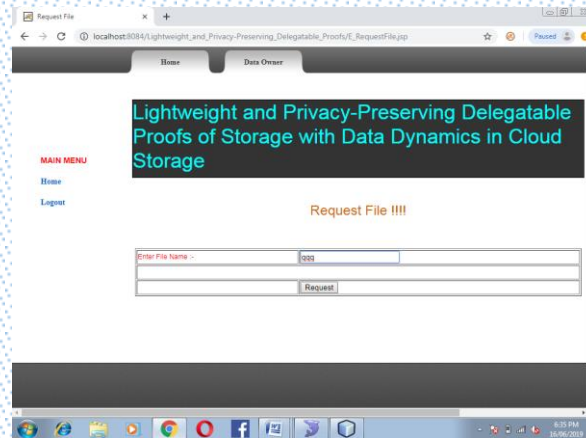 Request File
localhost:8084/Lightweight_and_Privacy-Preserving_Delegatable_Proofs/E_RequestFile.jsp
Paused
Home
Data Owner
Lightweight and Privacy-Preserving Delegatable
Proofs of Storage with Data Dynamics in Cloud
Storage
MAIN MENU
Home
Logout
Request File !!!!
Enter File Name :-
qqq
Request
6:35 PM
16/06/2019